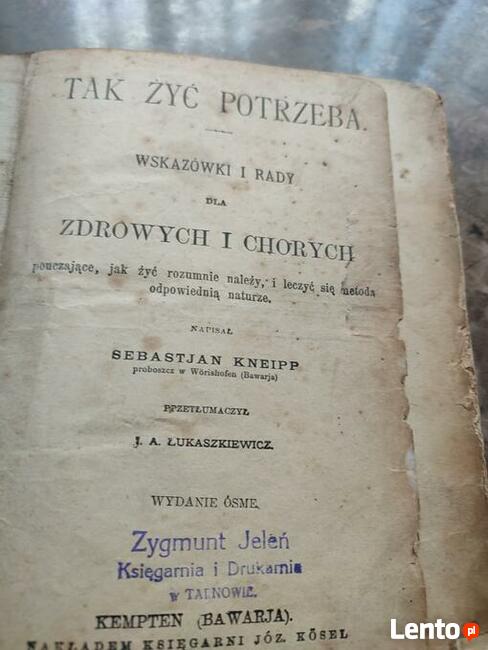 TAK ŻYĆ POTRZEBA.
WSKAZÓWKI I RADY
DLA
ZDROWYCH I CHORYCH
pouczające, jak żyć rozumnie należy, i leczyć się metodą
odpowiednią naturze.
NAPISAŁ
SEBASTJAN KNEIPP
proboszcz w Wörishofen (Bawarja)
PRZETŁUMACZYŁ
J. A. ŁUKASZKIEWICZ.
WYDANIE ÓSME.
Zygmunt Jeleń
Księgarnia i Drukarnia
w TARNOWIE.
KEMPTEN (BAWARJA).
NAKŁADEM KSIĘGARNI JÓZ. KÖSEL
Lento.pl